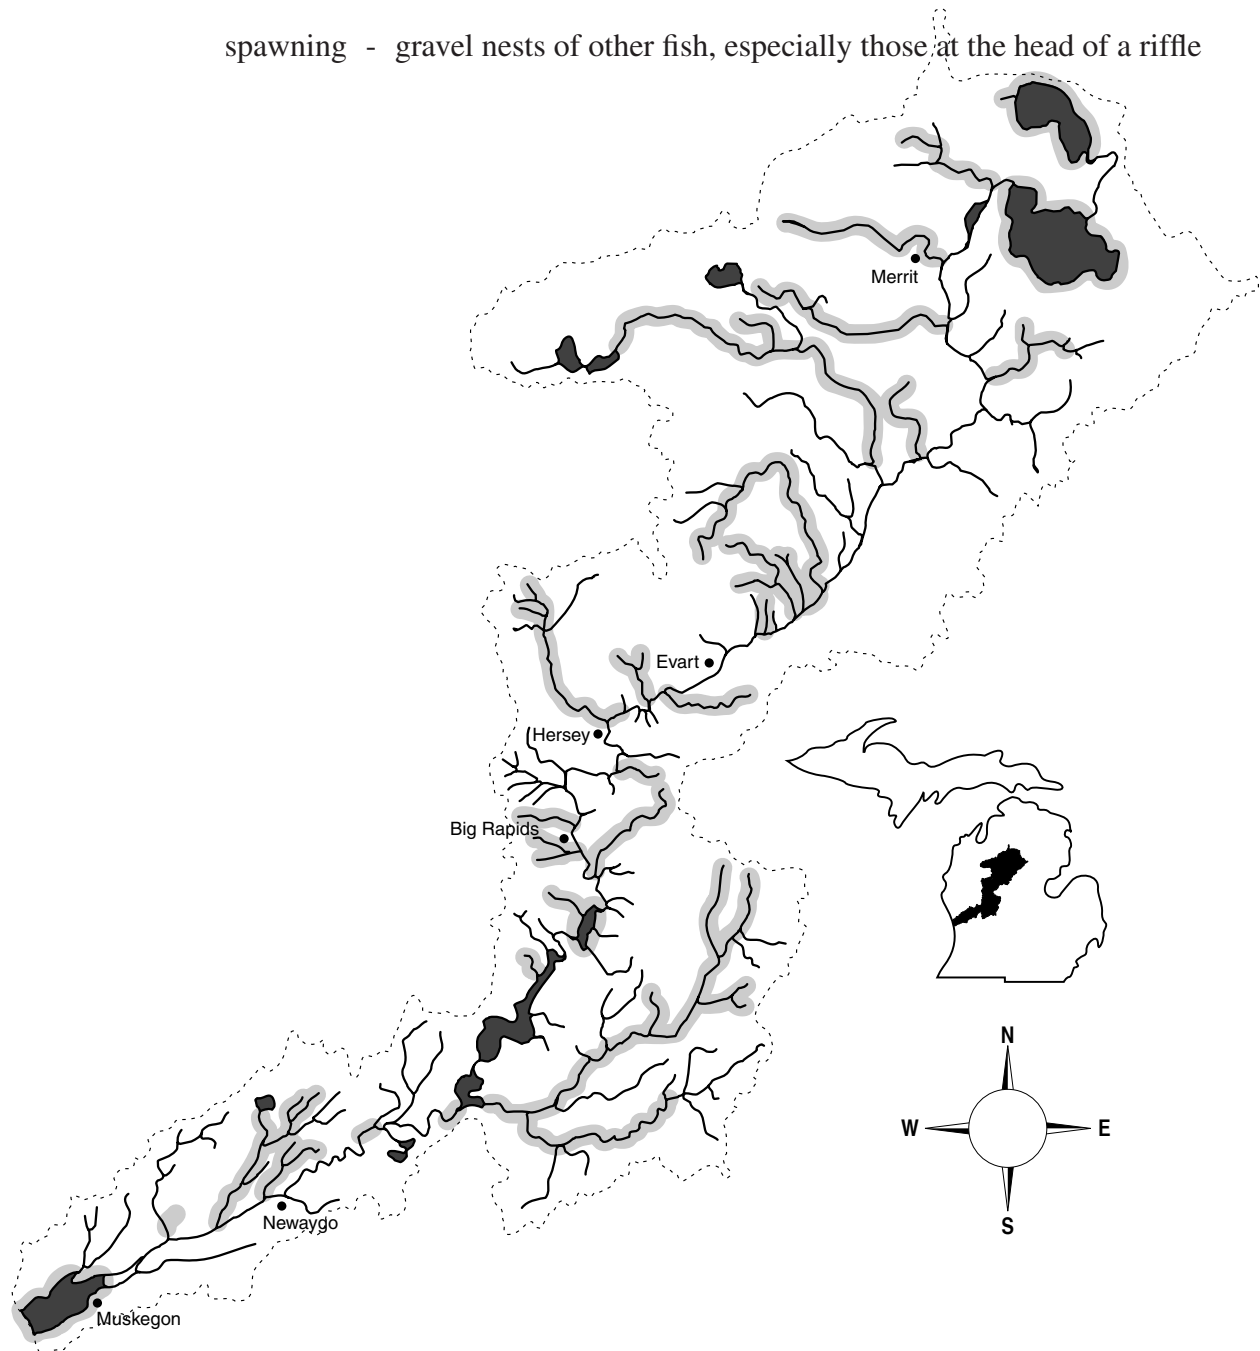 spawning - gravel nests of other fish, especially those at the head of a riffle
Merrit
Evart
Hersey
Big Rapids
N
W
E
S
Newaygo
Muskegon